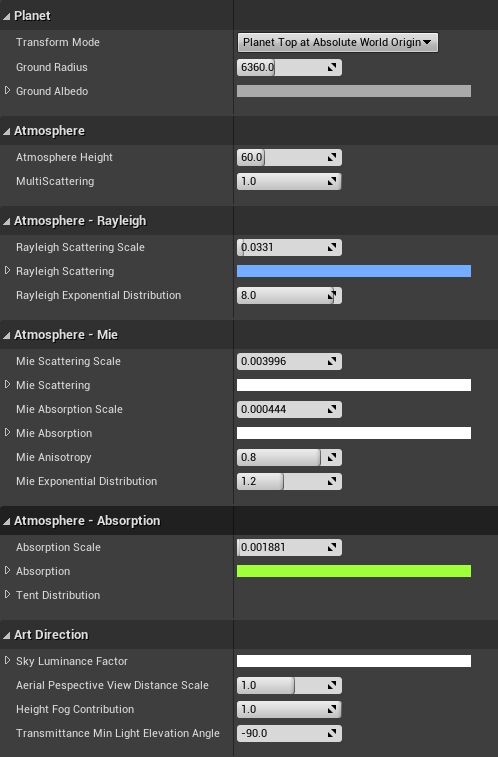 Planet
Transform Mode Planet Top at Absolute World Origin
Ground Radius 6360.0
Ground Albedo
Atmosphere
Atmosphere Height 60.0
MultiScattering 1.0
Atmosphere - Rayleigh
Rayleigh Scattering Scale 0.0331
Rayleigh Scattering
Rayleigh Exponential Distribution 8.0
Atmosphere - Mie
Mie Scattering Scale 0.003996
Mie Scattering
Mie Absorption Scale 0.000444
Mie Absorption
Mie Anisotropy 0.8
Mie Exponential Distribution 1.2
Atmosphere - Absorption
Absorption Scale 0.001881
Absorption
Tent Distribution
Art Direction
Sky Luminance Factor
Aerial Pespective View Distance Scale 1.0
Height Fog Contribution 1.0
Transmittance Min Light Elevation Angle -90.0